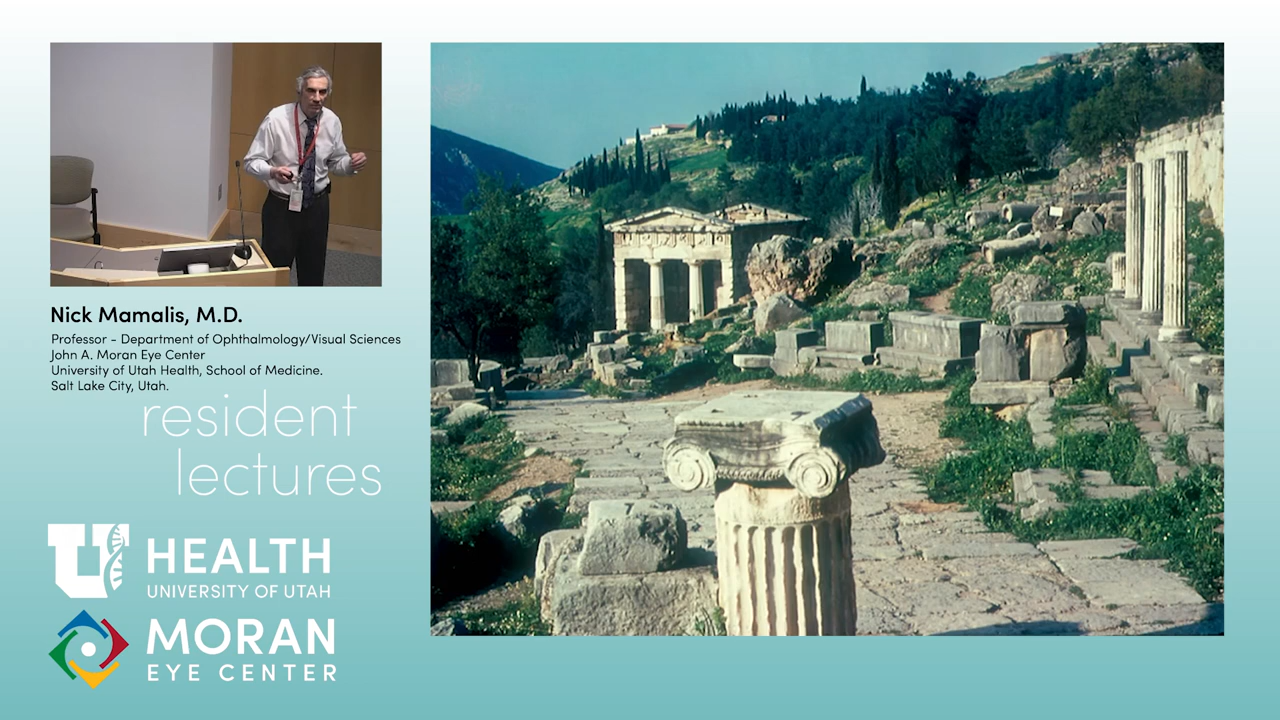 Nick Mamalis, M.D.
Professor - Department of Ophthalmology/Visual Sciences
John A. Moran Eye Center
University of Utah Health, School of Medicine.
Salt Lake City, Utah.
resident
lectures
U HEALTH
UNIVERSITY OF UTAH
MORAN
EYE CENTER